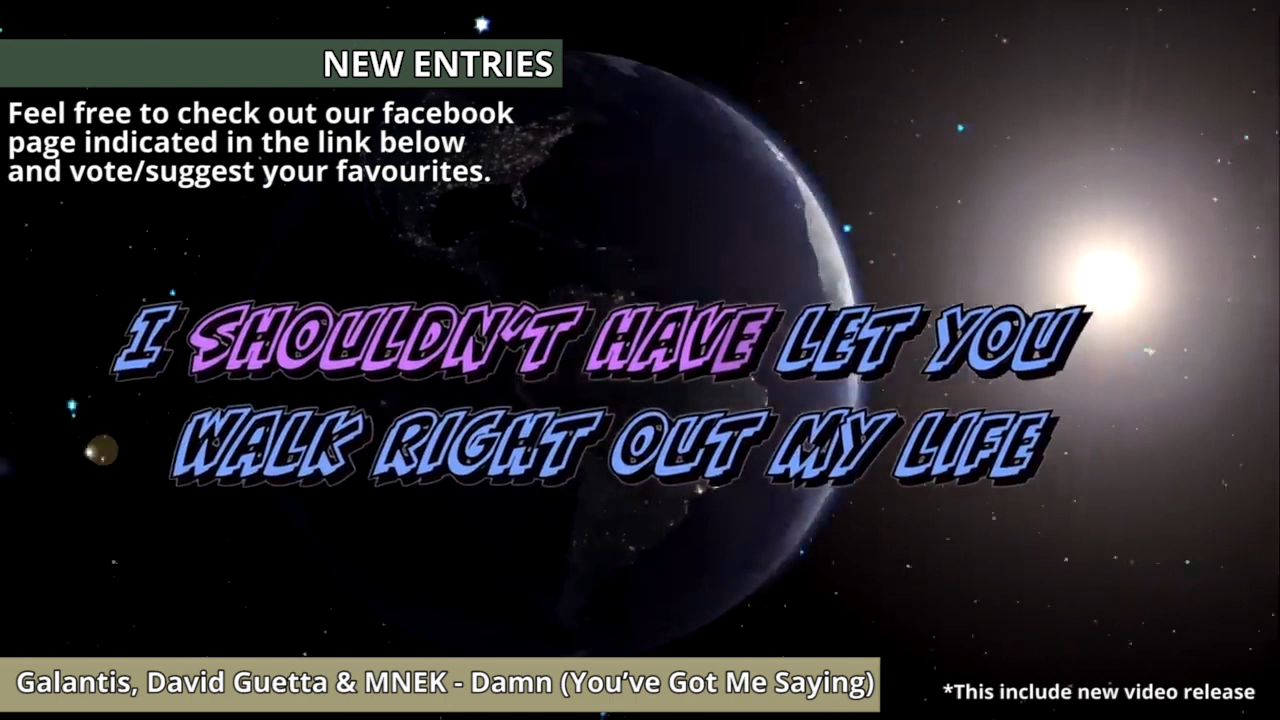 NEW ENTRIES
Feel free to check out our facebook
page indicated in the link below
and vote/suggest your favourites.
I SHOULDN'T HAVE LET YOU
WALK RIGHT OUT MY LIFE
Galantis, David Guetta & MNEK - Damn (You’ve Got Me Saying)
*This include new video release